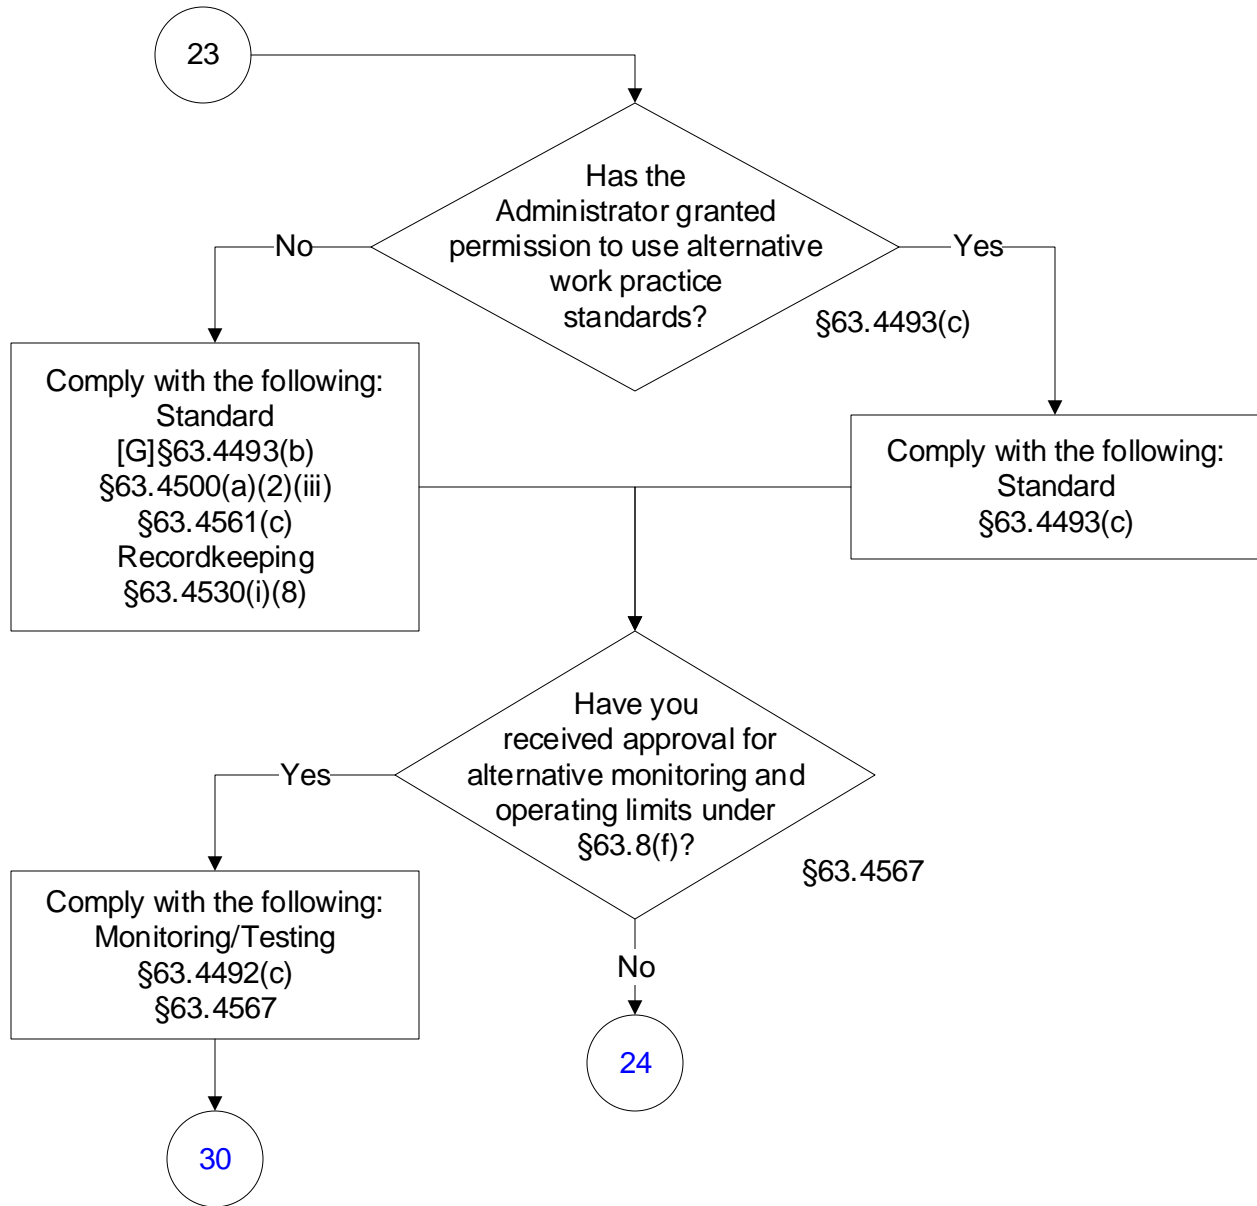 23
Has the
Administrator granted
permission to use alternative
work practice
standards?
No
Yes
§63.4493(c)
Comply with the following:
Standard
[G]§63.4493(b)
§63.4500(a)(2)(iii)
§63.4561(c)
Recordkeeping
§63.4530(i)(8)
Comply with the following:
Standard
§63.4493(c)
Have you
received approval for
alternative monitoring and
operating limits under
§63.8(f)?
Yes
§63.4567
Comply with the following:
Monitoring/Testing
§63.4492(c)
§63.4567
No
24
30